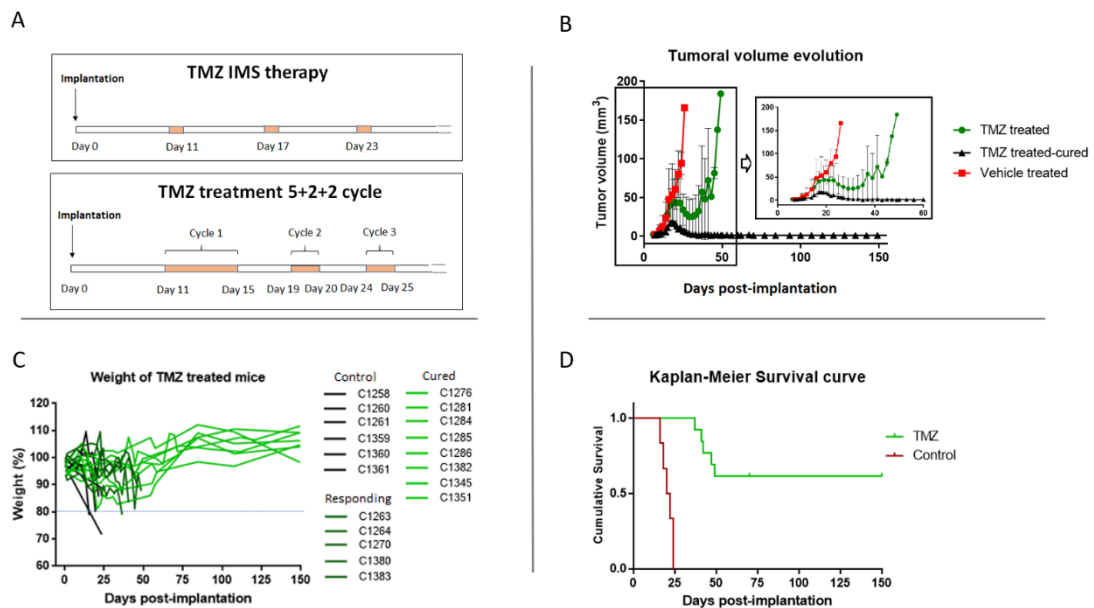 A
TMZ IMS therapy
Implantation
Day 0
Day 11
Day 17
Day 23
TMZ treatment 5+2+2 cycle
Implantation
Cycle 1
Cycle 2
Cycle 3
Day 0
Day 11
Day 15
Day 19
Day 20
Day 24
Day 25
B
Tumoral volume evolution
Tumor volume (mm³)
200
150
100
50
0
0
50
100
150
200
150
100
50
0
0
20
40
60
Days post-implantation
TMZ treated
TMZ treated-cured
Vehicle treated
C
Weight of TMZ treated mice
Weight (%)
120
110
100
90
80
70
60
0
25
50
75
100
125
150
Days post-implantation
Control
C1258
C1260
C1261
C1359
C1360
C1361
Responding
C1263
C1264
C1270
C1380
C1383
Cured
C1276
C1281
C1284
C1285
C1286
C1382
C1345
C1351
D
Kaplan-Meier Survival curve
Cumulative Survival
1.0
0.5
0.0
0
25
50
75
100
125
150
Days post-implantation
TMZ
Control